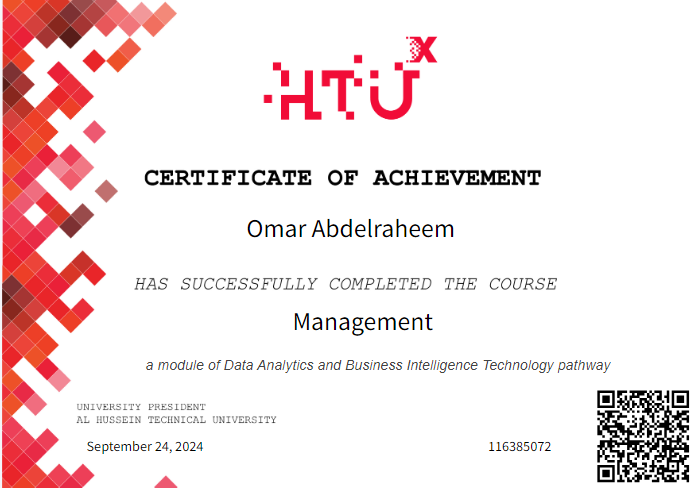 HTU X
CERTIFICATE OF ACHIEVEMENT
Omar Abdelraheem
HAS SUCCESSFULLY COMPLETED THE COURSE
Management
a module of Data Analytics and Business Intelligence Technology pathway
UNIVERSITY PRESIDENT
AL HUSSEIN TECHNICAL UNIVERSITY
September 24, 2024
116385072